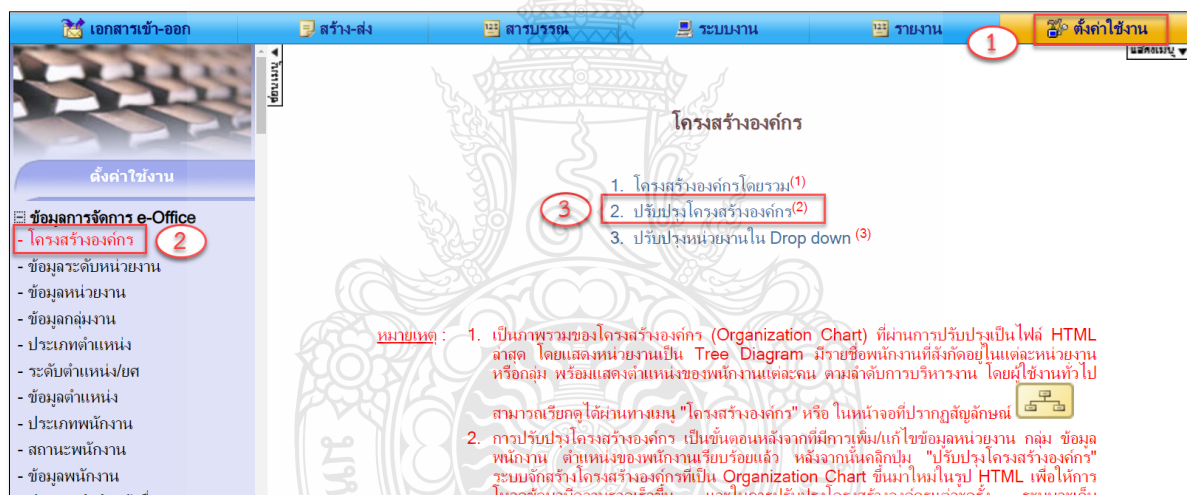 เอกสารเข้า-ออก สร้าง-ส่ง สารบรรณ ระบบงาน รายงาน 1 ตั้งค่าใช้งาน
ซ่อนเมนู แสดงเมนู
โครงสร้างองค์กร
ตั้งค่าใช้งาน
1. โครงสร้างองค์กรโดยรวม(1)
3 2. ปรับปรุงโครงสร้างองค์กร(2)
3. ปรับปรุงหน่วยงานใน Drop down (3)
ข้อมูลการจัดการ e-Office
- โครงสร้างองค์กร 2
- ข้อมูลระดับหน่วยงาน
- ข้อมูลหน่วยงาน
- ข้อมูลกลุ่มงาน
- ประเภทตำแหน่ง
- ระดับตำแหน่ง/ยศ
- ข้อมูลตำแหน่ง
- ประเภทพนักงาน
- สถานะพนักงาน
- ข้อมูลพนักงาน
หมายเหตุ : 1. เป็นภาพรวมของโครงสร้างองค์กร (Organization Chart) ที่ผ่านการปรับปรุงเป็นไฟล์ HTML
ล่าสุด โดยแสดงหน่วยงานเป็น Tree Diagram มีรายชื่อพนักงานที่สังกัดอยู่ในแต่ละหน่วยงาน
หรือกลุ่ม พร้อมแสดงตำแหน่งของพนักงานแต่ละคน ตามลำดับการบริหารงาน โดยผู้ใช้งานทั่วไป
สามารถเรียกดูได้ผ่านทางเมนู "โครงสร้างองค์กร" หรือ ในหน้าจอที่ปรากฏสัญลักษณ์
2. การปรับปรุงโครงสร้างองค์กร เป็นขั้นตอนหลังจากที่มีการเพิ่ม/แก้ไขข้อมูลหน่วยงาน กลุ่ม ข้อมูล
พนักงาน ตำแหน่งของพนักงานเรียบร้อยแล้ว หลังจากนั้นคลิกปุ่ม "ปรับปรุงโครงสร้างองค์กร"
ระบบจักสร้างโครงสร้างองค์กรที่เป็น Organization Chart ขึ้นมาใหม่ในรูป HTML เพื่อให้การ